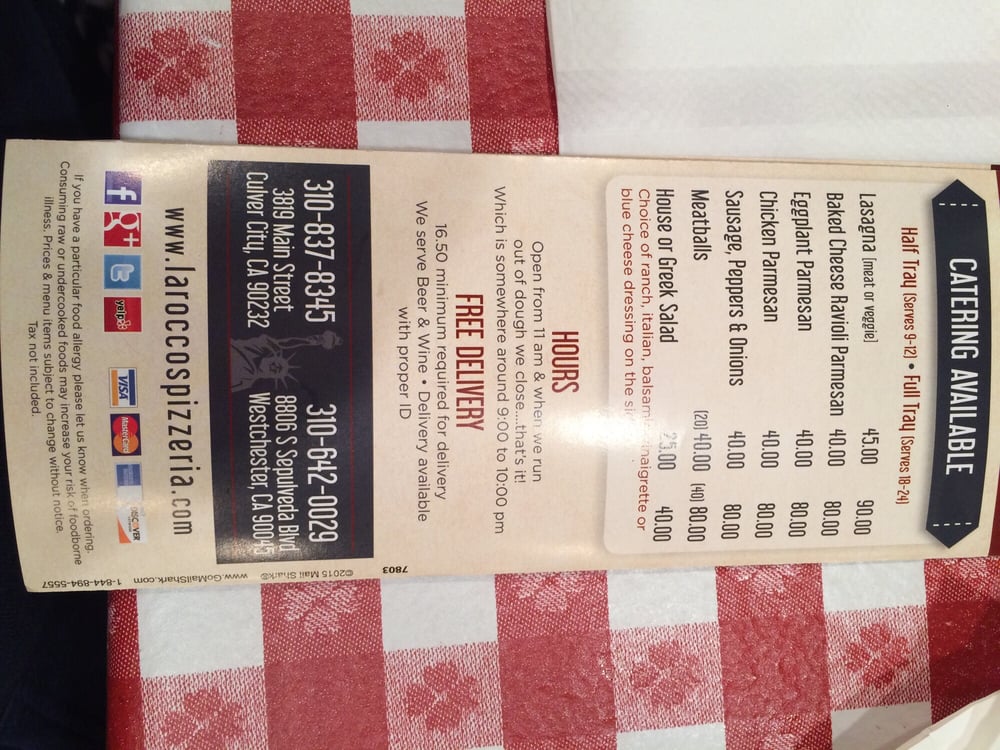 CATERING AVAILABLE
Half Tray (Serves 9-12) • Full Tray (Serves 18-24)
Lasagna (meat or veggie) 45.00 90.00
Baked Cheese Ravioli Parmesan 40.00 80.00
Eggplant Parmesan 40.00 80.00
Chicken Parmesan 40.00 80.00
Sausage, Peppers & Onions 40.00 80.00
Meatballs (20) 40.00 (40) 80.00
House or Greek Salad 25.00 40.00
Choice of ranch, italian, balsamic vinaigrette or
blue cheese dressing on the side
HOURS
Open from 11 am & when we run
out of dough we close....that's it!
Which is somewhere around 9:00 to 10:00 pm
FREE DELIVERY
16.50 minimum required for delivery
We serve Beer & Wine • Delivery available
with proper ID
310-837-8345
3819 Main Street
Culver City, CA 90232
310-642-0029
8806 S Sepulveda Blvd
Westchester, CA 90045
www.laroccospizzeria.com
f g+ t yelp VISA MasterCard DISCOVER
If you have a particular food allergy please let us know when ordering.
Consuming raw or undercooked foods may increase your risk of foodborne
illness. Prices & menu items subject to change without notice.
Tax not included.
7803
©2015 Mail Shark® www.GoMailShark.com 1-844-894-5557